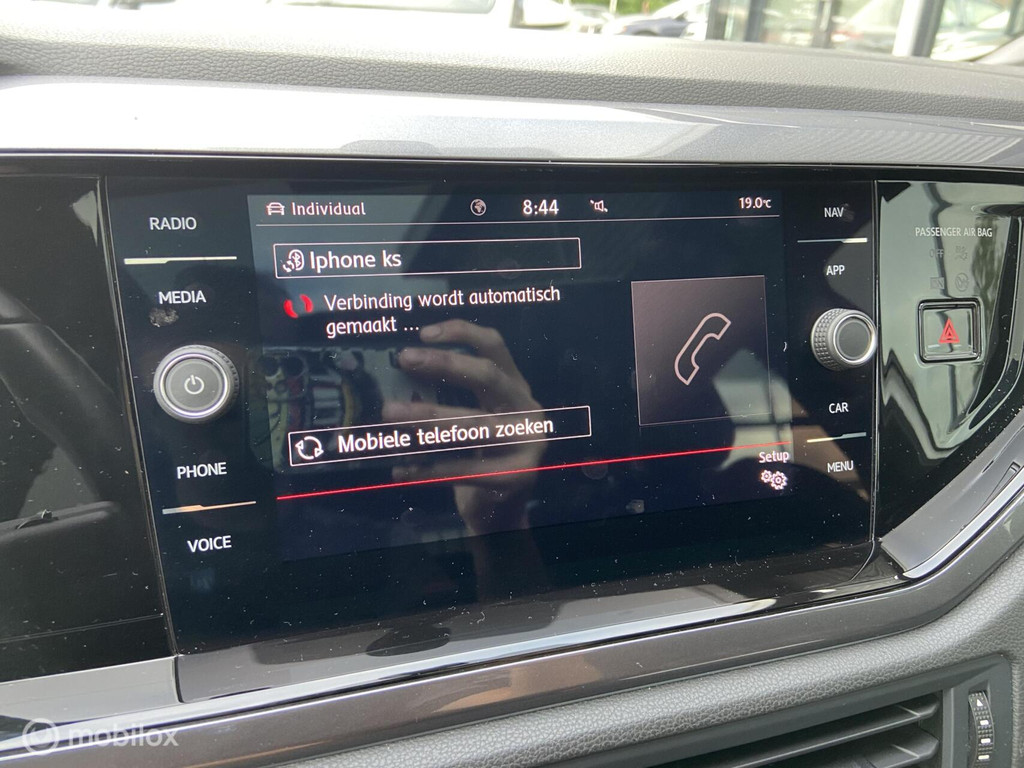 Individual 8:44 19.0°C
Iphone ks
Verbinding wordt automatisch
gemaakt ...
Mobiele telefoon zoeken
Setup
RADIO
MEDIA
PHONE
VOICE
NAV
APP
CAR
MENU
PASSENGER AIR BAG
OFF
mobilox